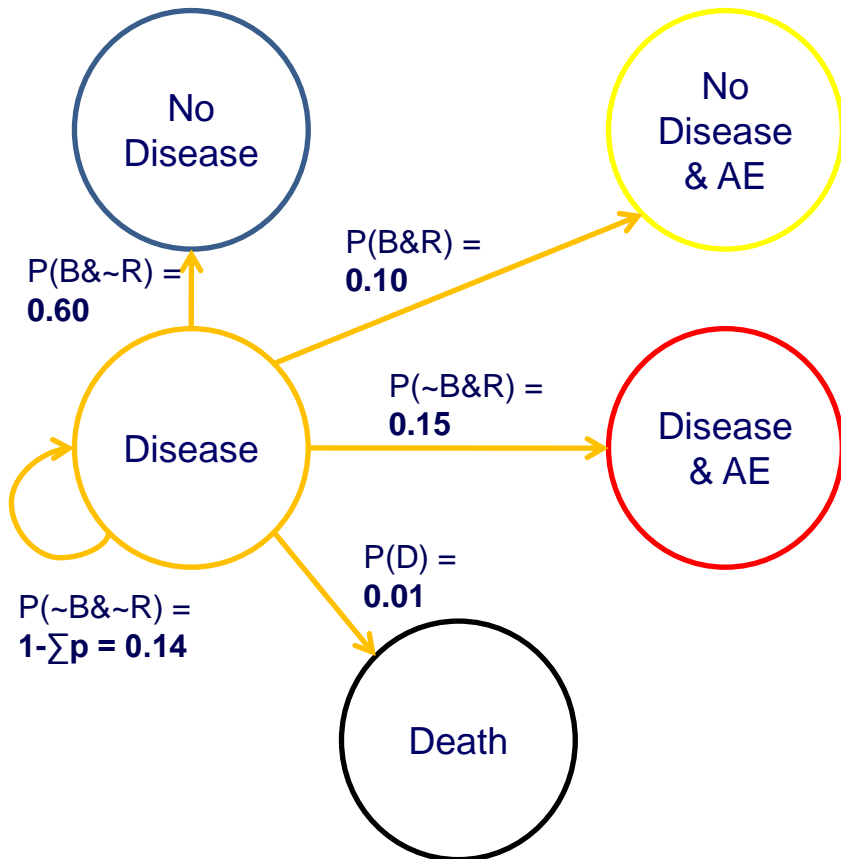 No
Disease
No
Disease
& AE
P(B&~R) =
0.60
P(B&R) =
0.10
P(~B&R) =
0.15
Disease
Disease
& AE
P(D) =
0.01
P(~B&~R) =
1-∑p = 0.14
Death